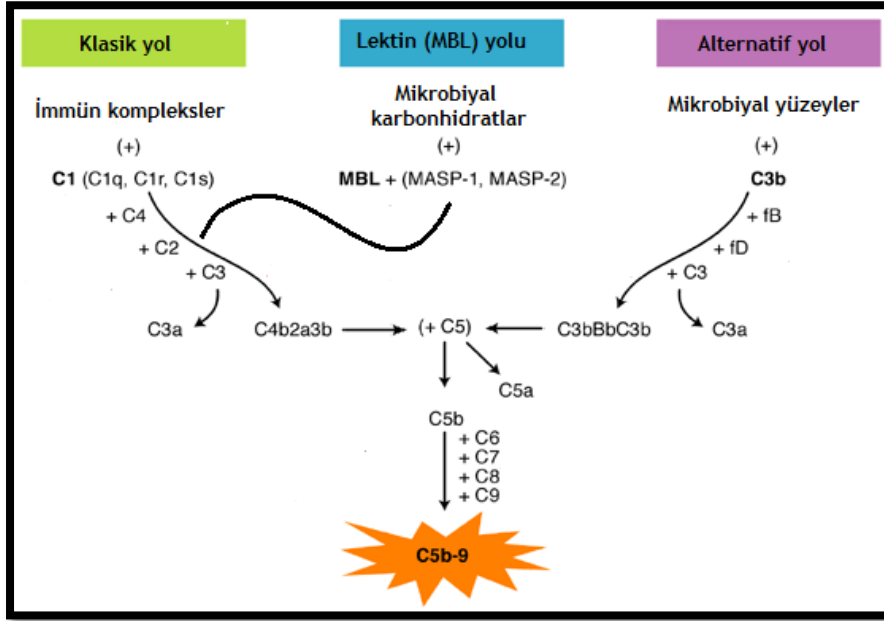 Klasik yol
Lektin (MBL) yolu
Alternatif yol
İmmün kompleksler
Mikrobiyal
karbonhidratlar
Mikrobiyal yüzeyler
(+)
(+)
(+)
C1 (C1q, C1r, C1s)
MBL + (MASP-1, MASP-2)
C3b
+ C4
+ C2
+ C3
+ fB
+ fD
+ C3
C3a
C4b2a3b
(+ C5)
C3bBbC3b
C3a
C5a
C5b
+ C6
+ C7
+ C8
+ C9
C5b-9